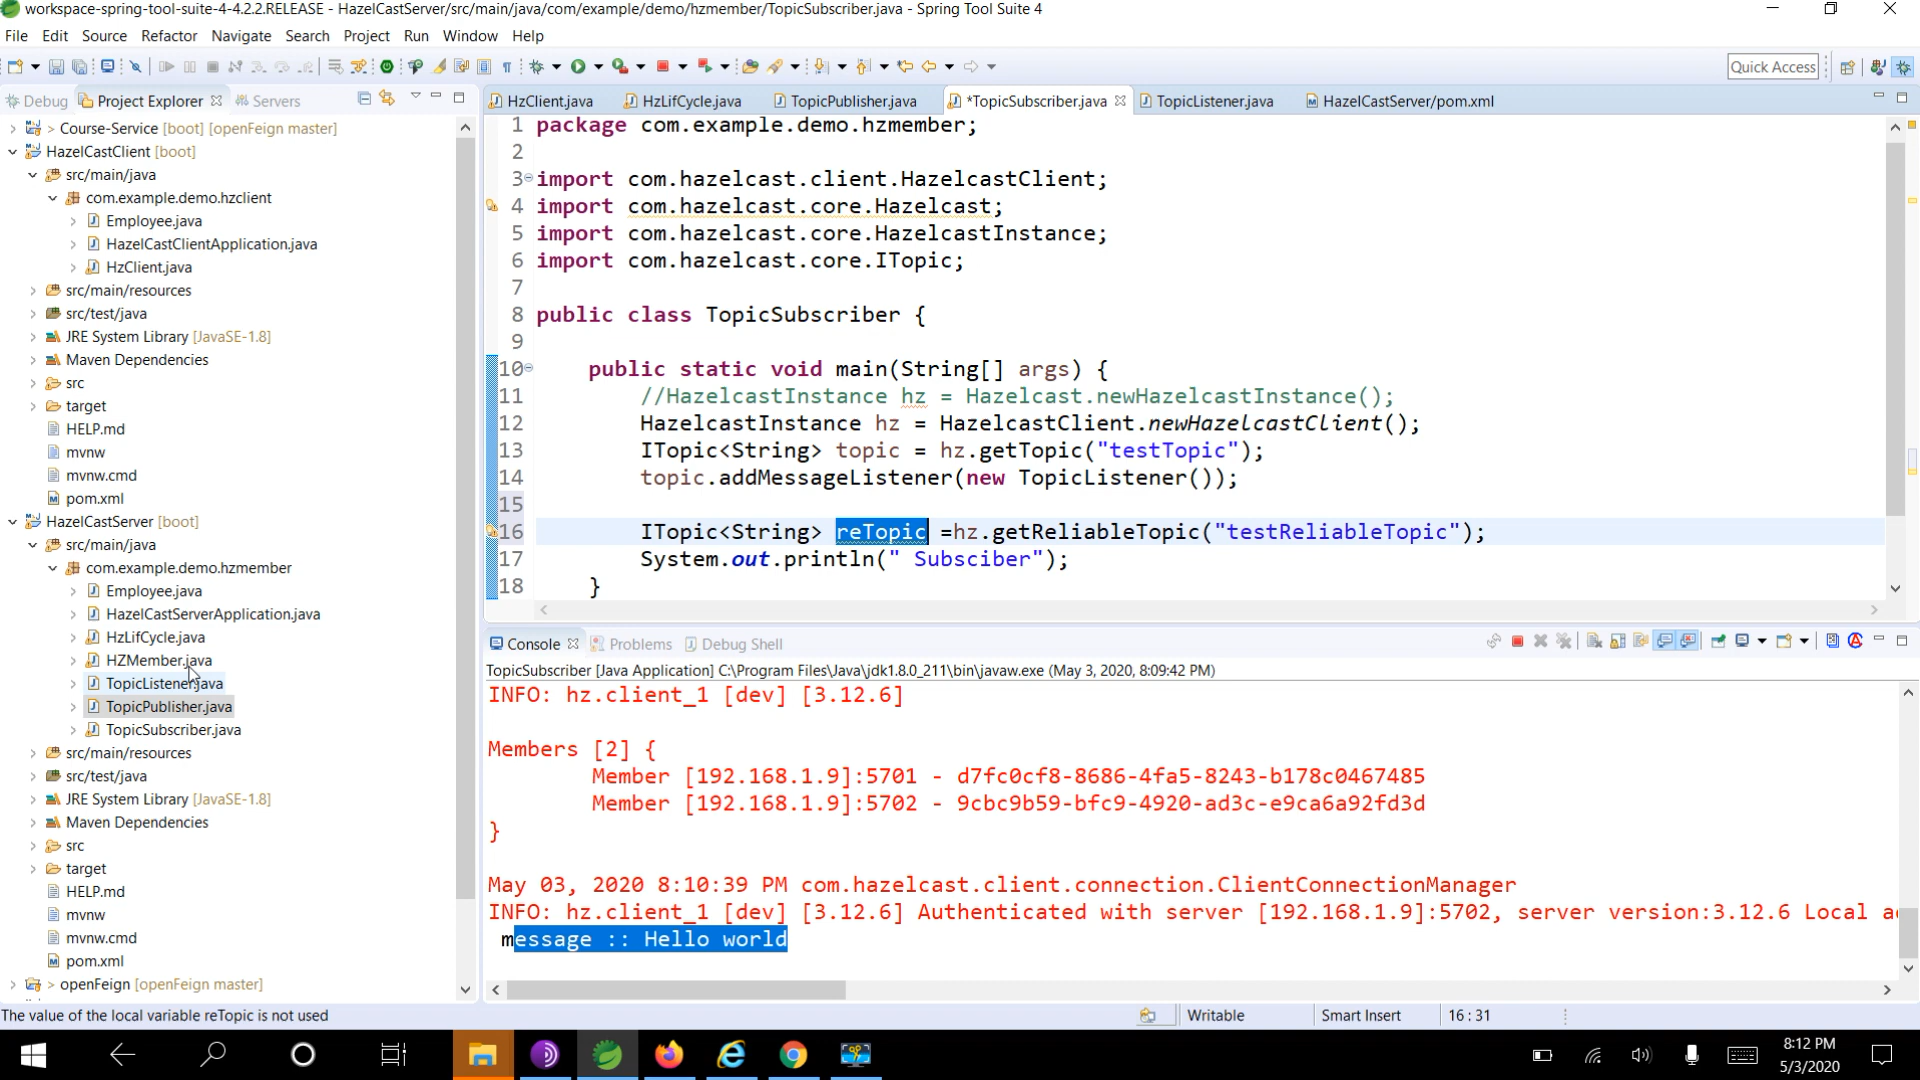 workspace-spring-tool-suite-4-4.2.2.RELEASE - HazelCastServer/src/main/java/com/example/demo/hzmember/TopicSubscriber.java - Spring Tool Suite 4
File Edit Source Refactor Navigate Search Project Run Window Help
Quick Access
Debug Project Explorer Servers
HzClient.java HzLifCycle.java TopicPublisher.java *TopicSubscriber.java TopicListener.java HazelCastServer/pom.xml
> Course-Service [boot] [openFeign master]
HazelCastClient [boot]
src/main/java
com.example.demo.hzclient
Employee.java
HazelCastClientApplication.java
HzClient.java
src/main/resources
src/test/java
JRE System Library [JavaSE-1.8]
Maven Dependencies
src
target
HELP.md
mvnw
mvnw.cmd
pom.xml
HazelCastServer [boot]
src/main/java
com.example.demo.hzmember
Employee.java
HazelCastServerApplication.java
HzLifCycle.java
HZMember.java
TopicListener.java
TopicPublisher.java
TopicSubscriber.java
src/main/resources
src/test/java
JRE System Library [JavaSE-1.8]
Maven Dependencies
src
target
HELP.md
mvnw
mvnw.cmd
pom.xml
> openFeign [openFeign master]
1 package com.example.demo.hzmember;
2
3 import com.hazelcast.client.HazelcastClient;
4 import com.hazelcast.core.Hazelcast;
5 import com.hazelcast.core.HazelcastInstance;
6 import com.hazelcast.core.ITopic;
7
8 public class TopicSubscriber {
9
10 public static void main(String[] args) {
11 //HazelcastInstance hz = Hazelcast.newHazelcastInstance();
12 HazelcastInstance hz = HazelcastClient.newHazelcastClient();
13 ITopic<String> topic = hz.getTopic("testTopic");
14 topic.addMessageListener(new TopicListener());
15
16 ITopic<String> reTopic =hz.getReliableTopic("testReliableTopic");
17 System.out.println(" Subsciber");
18 }
Console Problems Debug Shell
TopicSubscriber [Java Application] C:\Program Files\Java\jdk1.8.0_211\bin\javaw.exe (May 3, 2020, 8:09:42 PM)
INFO: hz.client_1 [dev] [3.12.6]
Members [2] {
Member [192.168.1.9]:5701 - d7fc0cf8-8686-4fa5-8243-b178c0467485
Member [192.168.1.9]:5702 - 9cbc9b59-bfc9-4920-ad3c-e9ca6a92fd3d
}
May 03, 2020 8:10:39 PM com.hazelcast.client.connection.ClientConnectionManager
INFO: hz.client_1 [dev] [3.12.6] Authenticated with server [192.168.1.9]:5702, server version:3.12.6 Local a
message :: Hello world
The value of the local variable reTopic is not used
Writable Smart Insert 16 : 31
8:12 PM
5/3/2020